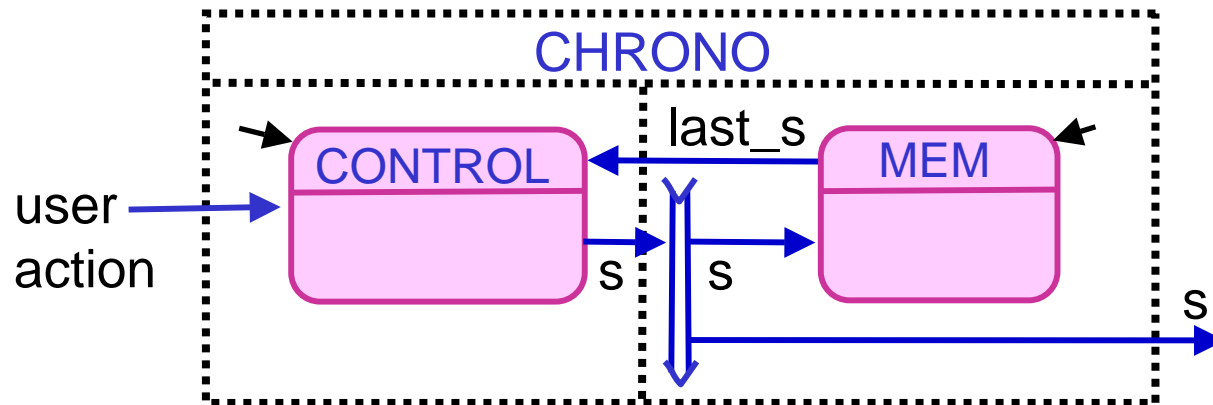 CHRONO
last_s
CONTROL
MEM
user
action
s
s
s